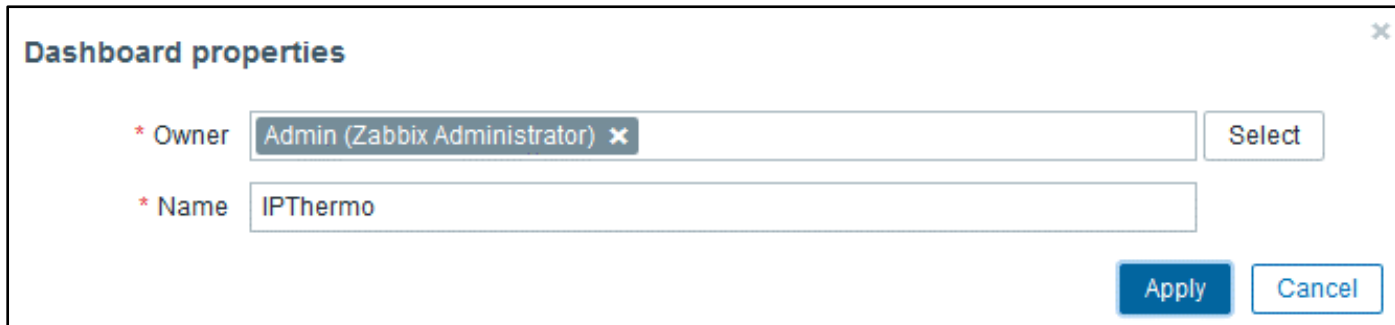 Dashboard properties
* Owner Admin (Zabbix Administrator) Select
* Name IPThermo
Apply Cancel